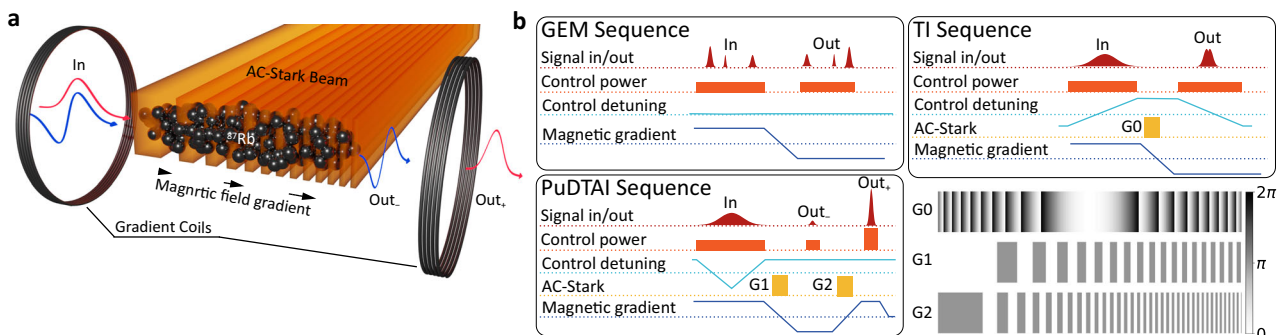 a
In
AC-Stark Beam
⁸⁷Rb
Magnrtic field gradient
Out₋
Out₊
Gradient Coils
b
GEM Sequence
Signal in/out
In
Out
Control power
Control detuning
Magnetic gradient
TI Sequence
Signal in/out
In
Out
Control power
Control detuning
AC-Stark
G0
Magnetic gradient
PuDTAI Sequence
Signal in/out
In
Out₋
Out₊
Control power
Control detuning
AC-Stark
G1
G2
Magnetic gradient
G0
G1
G2
2π
π
0